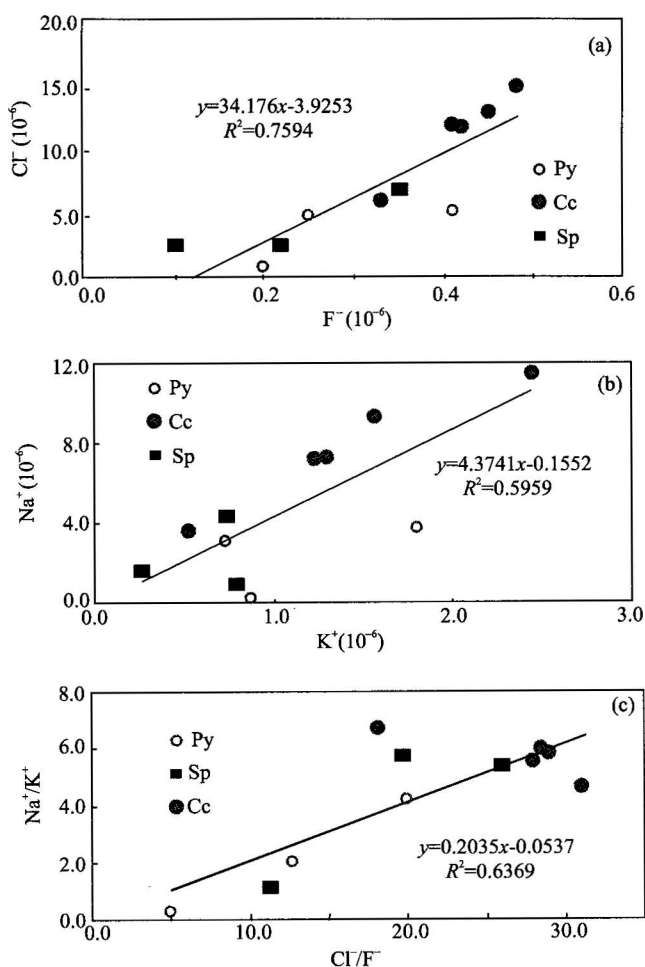 20.0
(a)
15.0
y=34.176x-3.9253
R²=0.7594
Cl⁻(10⁻⁶)
10.0
Py
Cc
5.0
Sp
0.0
0.0 0.2 0.4 0.6
F⁻(10⁻⁶)
12.0
(b)
Py
Cc
8.0
Sp
y=4.3741x-0.1552
R²=0.5959
Na⁺(10⁻⁶)
4.0
0.0
0.0 1.0 2.0 3.0
K⁺(10⁻⁶)
8.0
(c)
Py
6.0
Sp
Cc
Na⁺/K⁺
4.0
y=0.2035x-0.0537
2.0
R²=0.6369
0.0
0.0 10.0 20.0 30.0
Cl⁻/F⁻